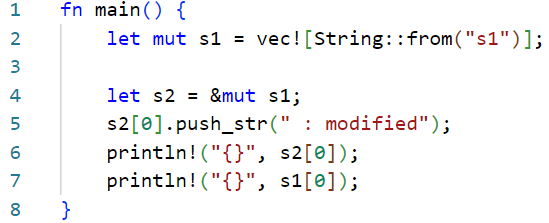 1 fn main() {
2     let mut s1 = vec![String::from("s1")];
3
4     let s2 = &mut s1;
5     s2[0].push_str(" : modified");
6     println!("{}", s2[0]);
7     println!("{}", s1[0]);
8 }